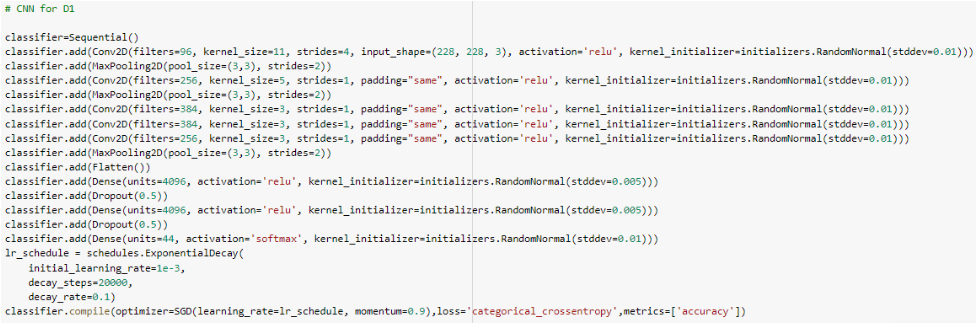 # CNN for D1
classifier=Sequential()
classifier.add(Conv2D(filters=96, kernel_size=11, strides=4, input_shape=(228, 228, 3), activation='relu', kernel_initializer=initializers.RandomNormal(stddev=0.01)))
classifier.add(MaxPooling2D(pool_size=(3,3), strides=2))
classifier.add(Conv2D(filters=256, kernel_size=5, strides=1, padding="same", activation='relu', kernel_initializer=initializers.RandomNormal(stddev=0.01)))
classifier.add(MaxPooling2D(pool_size=(3,3), strides=2))
classifier.add(Conv2D(filters=384, kernel_size=3, strides=1, padding="same", activation='relu', kernel_initializer=initializers.RandomNormal(stddev=0.01)))
classifier.add(Conv2D(filters=384, kernel_size=3, strides=1, padding="same", activation='relu', kernel_initializer=initializers.RandomNormal(stddev=0.01)))
classifier.add(Conv2D(filters=256, kernel_size=3, strides=1, padding="same", activation='relu', kernel_initializer=initializers.RandomNormal(stddev=0.01)))
classifier.add(MaxPooling2D(pool_size=(3,3), strides=2))
classifier.add(Flatten())
classifier.add(Dense(units=4096, activation='relu', kernel_initializer=initializers.RandomNormal(stddev=0.005)))
classifier.add(Dropout(0.5))
classifier.add(Dense(units=4096, activation='relu', kernel_initializer=initializers.RandomNormal(stddev=0.005)))
classifier.add(Dropout(0.5))
classifier.add(Dense(units=44, activation='softmax', kernel_initializer=initializers.RandomNormal(stddev=0.01)))
lr_schedule = schedules.ExponentialDecay(
    initial_learning_rate=1e-3,
    decay_steps=20000,
    decay_rate=0.1)
classifier.compile(optimizer=SGD(learning_rate=lr_schedule, momentum=0.9),loss='categorical_crossentropy',metrics=['accuracy'])